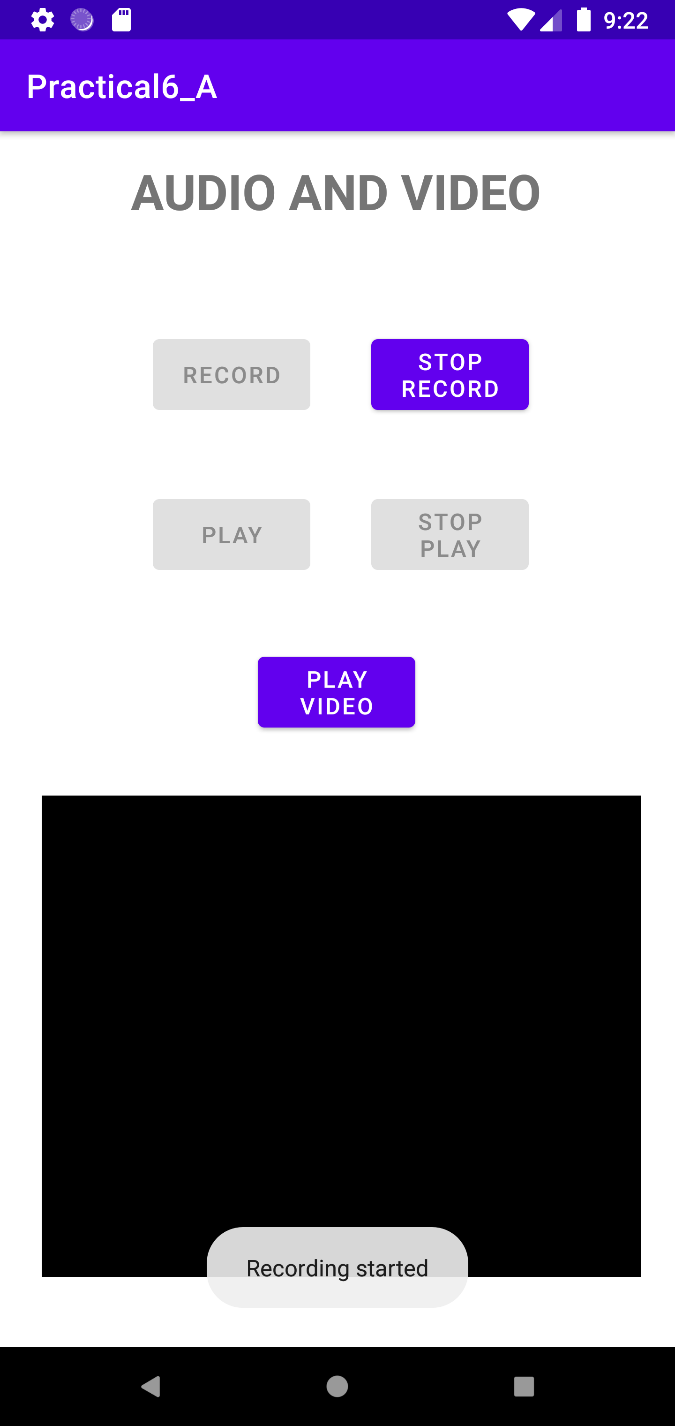 9:22
Practical6_A
AUDIO AND VIDEO
RECORD
STOP
RECORD
PLAY
STOP
PLAY
PLAY
VIDEO
Recording started